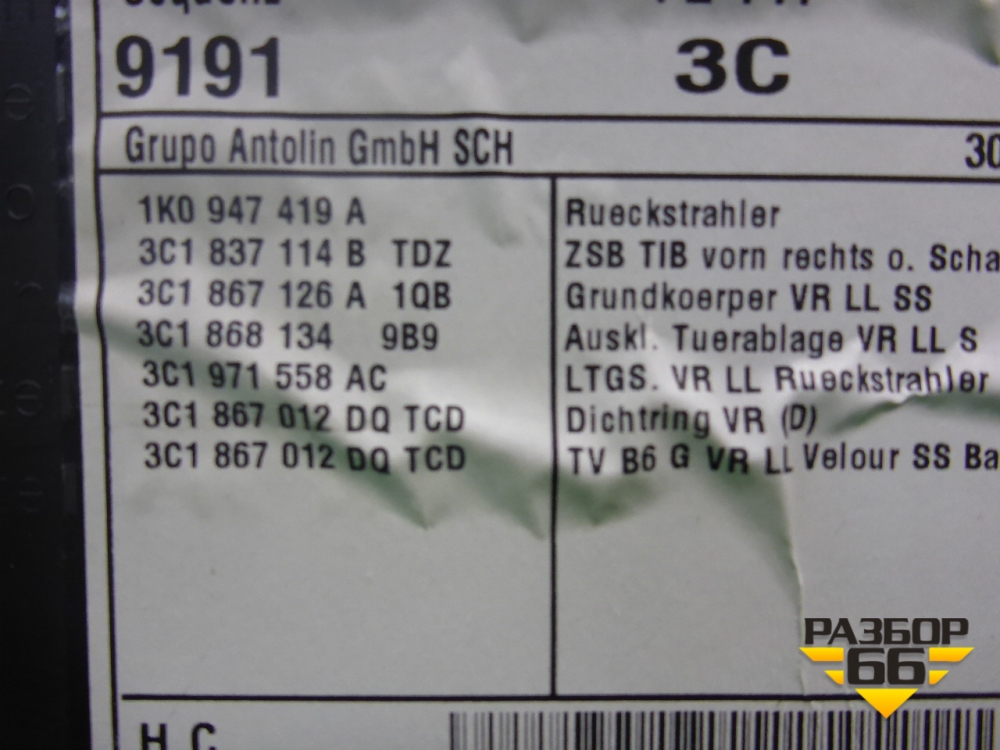 9191 3C
Grupo Antolin GmbH SCH 30
1K0 947 419 A Rueckstrahler
3C1 837 114 B TDZ ZSB TIB vorn rechts o. Scha
3C1 867 126 A 1QB Grundkoerper VR LL SS
3C1 868 134 9B9 Auskl. Tuerablage VR LL S
3C1 971 558 AC LTGS. VR LL Rueckstrahler
3C1 867 012 DQ TCD Dichtring VR (D)
3C1 867 012 DQ TCD TV B6 G VR LL Velour SS Ba
H C
РАЗБОР
66